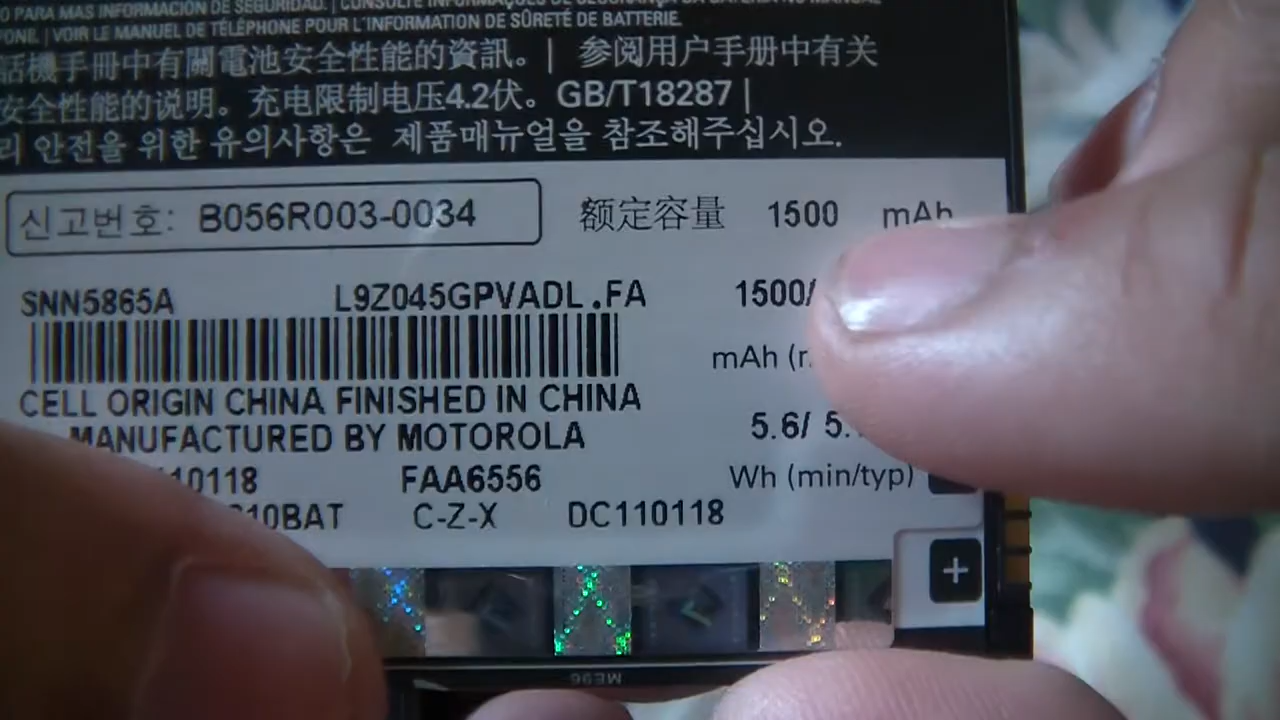 PARA MAS INFORMACION DE SEGURIDAD. | CONSULTE INFORMAÇÕES DE SEGURANÇA DA BATERIA NO MANUAL
FONE. | VOIR LE MANUEL DE TÉLÉPHONE POUR L'INFORMATION DE SÛRETÉ DE BATTERIE.
話機手冊中有關電池安全性能的資訊。| 参阅用户手册中有关
安全性能的说明。充电限制电压4.2伏。GB/T18287 |
리 안전을 위한 유의사항은 제품매뉴얼을 참조해주십시오.
신고번호: B056R003-0034 额定容量 1500 mAh
SNN5865A L9Z045GPVADL.FA 1500/
mAh
CELL ORIGIN CHINA FINISHED IN CHINA
MANUFACTURED BY MOTOROLA 5.6/ 5.
110118 FAA6556 Wh (min/typ)
10BAT C-Z-X DC110118
+
ME96